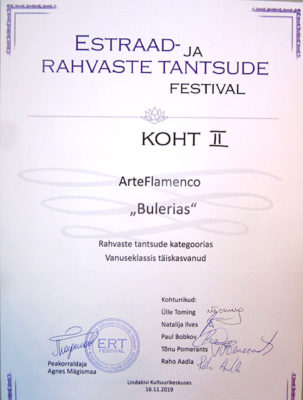 ESTRAAD- JA
RAHVASTE TANTSUDE
FESTIVAL
KOHT II
ArteFlamenco
„Bulerias“
Rahvaste tantsude kategoorias
Vanuseklassis täiskasvanud
Kohtunikud:
Ülle Toming
Natalija Ilves
Paul Bobkov
Tõnu Pomerants
Raho Aadla
Peakorraldaja
Agnes Mägismaa
ERT
FESTIVAL
Lindakivi Kultuurikeskuses
16.11.2019